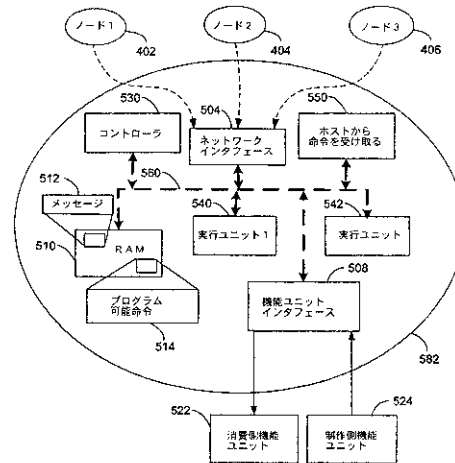 ノード1
ノード2
ノード3
402
404
406
530
504
550
コントローラ
ネットワーク
インタフェース
ホストから
命令を受け取る
512
560
メッセージ
540
542
510
RAM
実行ユニット1
実行ユニット
508
プログラム
可能命令
機能ユニット
インタフェース
514
582
522
524
消費側機能
ユニット
制作側機能
ユニット